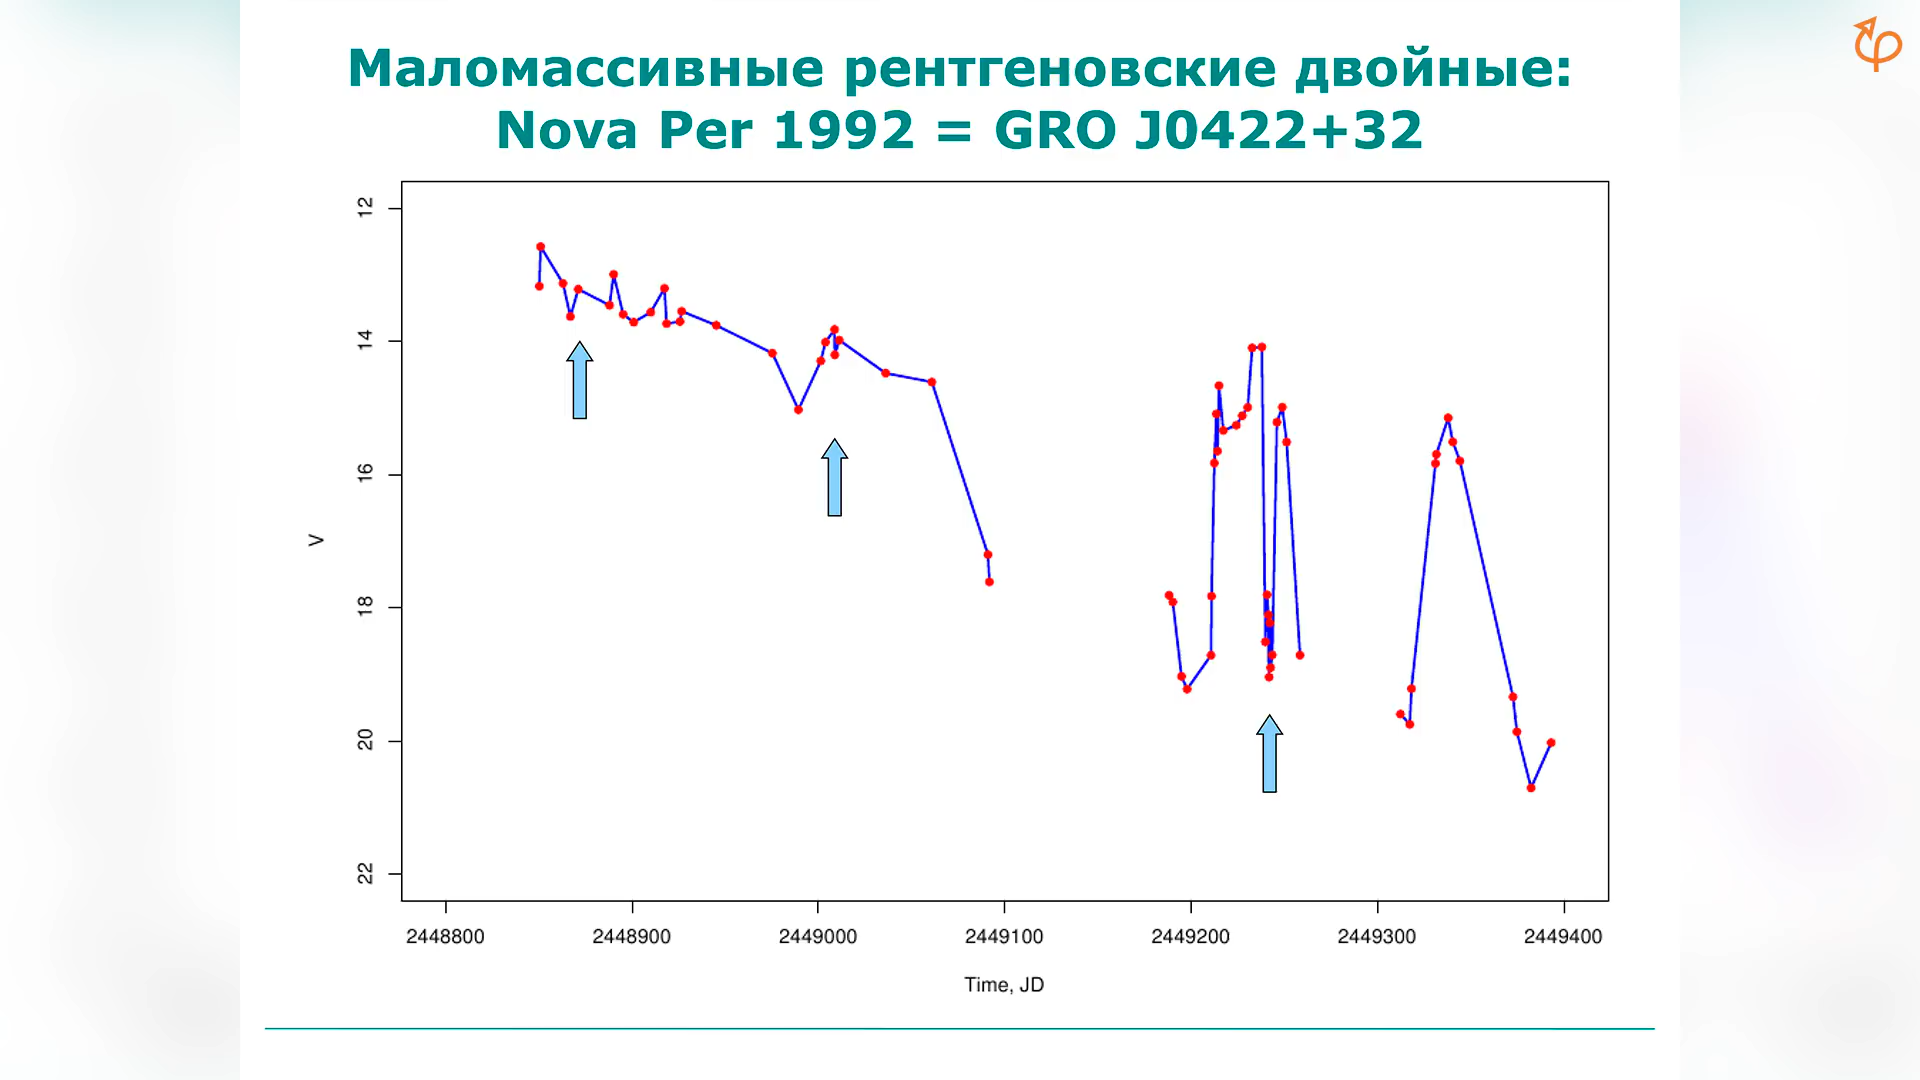 Маломассивные рентгеновские двойные:
Nova Per 1992 = GRO J0422+32
12
14
16
18
20
22
V
2448800 2448900 2449000 2449100 2449200 2449300 2449400
Time, JD